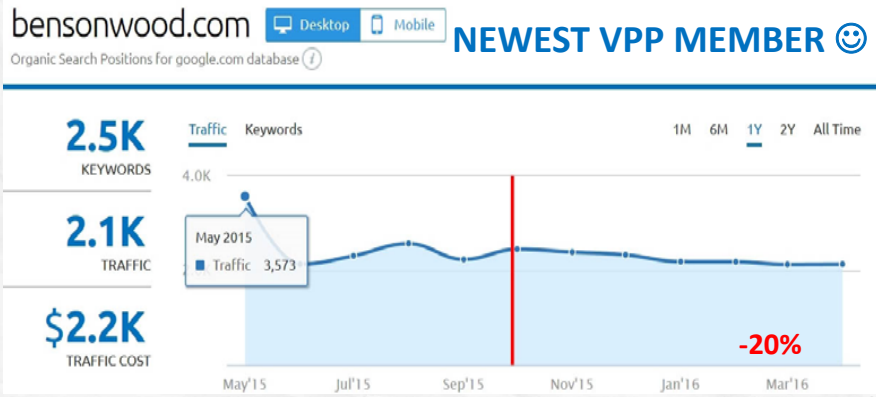 bensonwood.com Desktop Mobile
NEWEST VPP MEMBER ☺
Organic Search Positions for google.com database i
2.5K
KEYWORDS
2.1K
TRAFFIC
$2.2K
TRAFFIC COST
Traffic Keywords 1M 6M 1Y 2Y All Time
4.0K
May 2015
Traffic 3,573
-20%
May'15 Jul'15 Sep'15 Nov'15 Jan'16 Mar'16